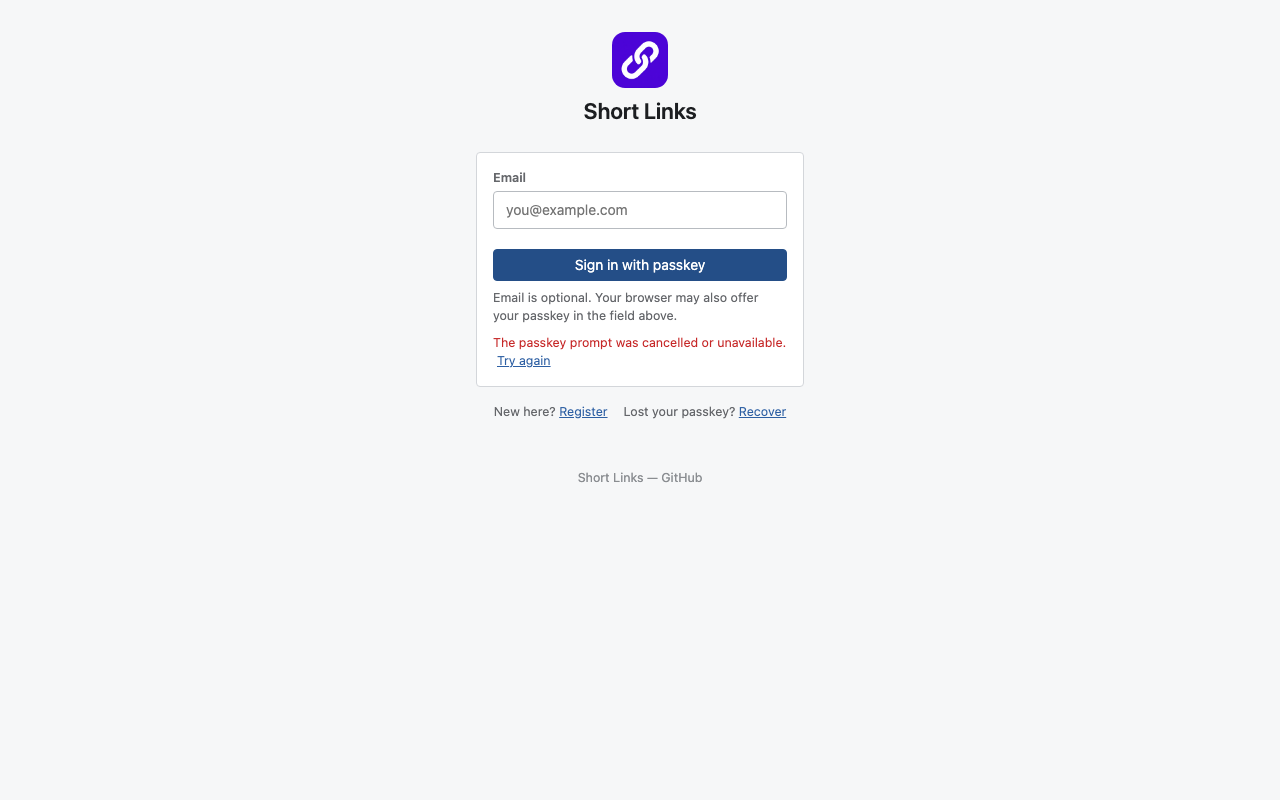 Short Links
Email
you@example.com
Sign in with passkey
Email is optional. Your browser may also offer
your passkey in the field above.
The passkey prompt was cancelled or unavailable.
Try again
New here? Register Lost your passkey? Recover
Short Links — GitHub